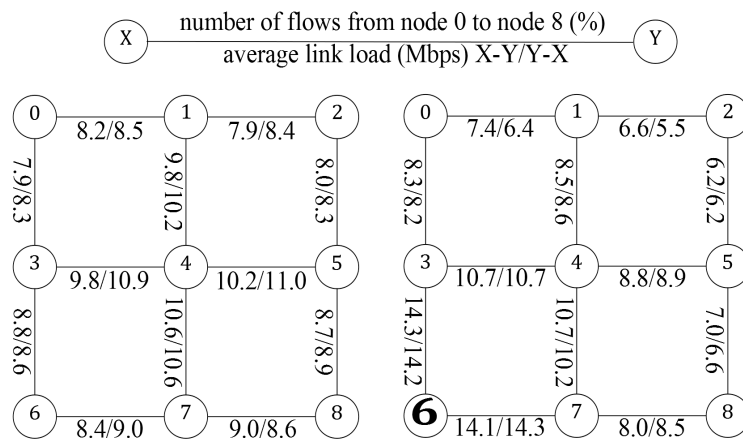 number of flows from node 0 to node 8 (%)
X Y
average link load (Mbps) X-Y/Y-X
0 1 2 0 1 2
8.2/8.5 7.9/8.4 7.4/6.4 6.6/5.5
7.9/8.3 9.8/10.2 8.0/8.3 8.3/8.2 8.5/8.6 6.2/6.2
3 4 5 3 4 5
9.8/10.9 10.2/11.0 10.7/10.7 8.8/8.9
8.8/8.6 10.6/10.6 8.7/8.9 14.3/14.2 10.7/10.2 7.0/6.6
6 7 8 6 7 8
8.4/9.0 9.0/8.6 14.1/14.3 8.0/8.5